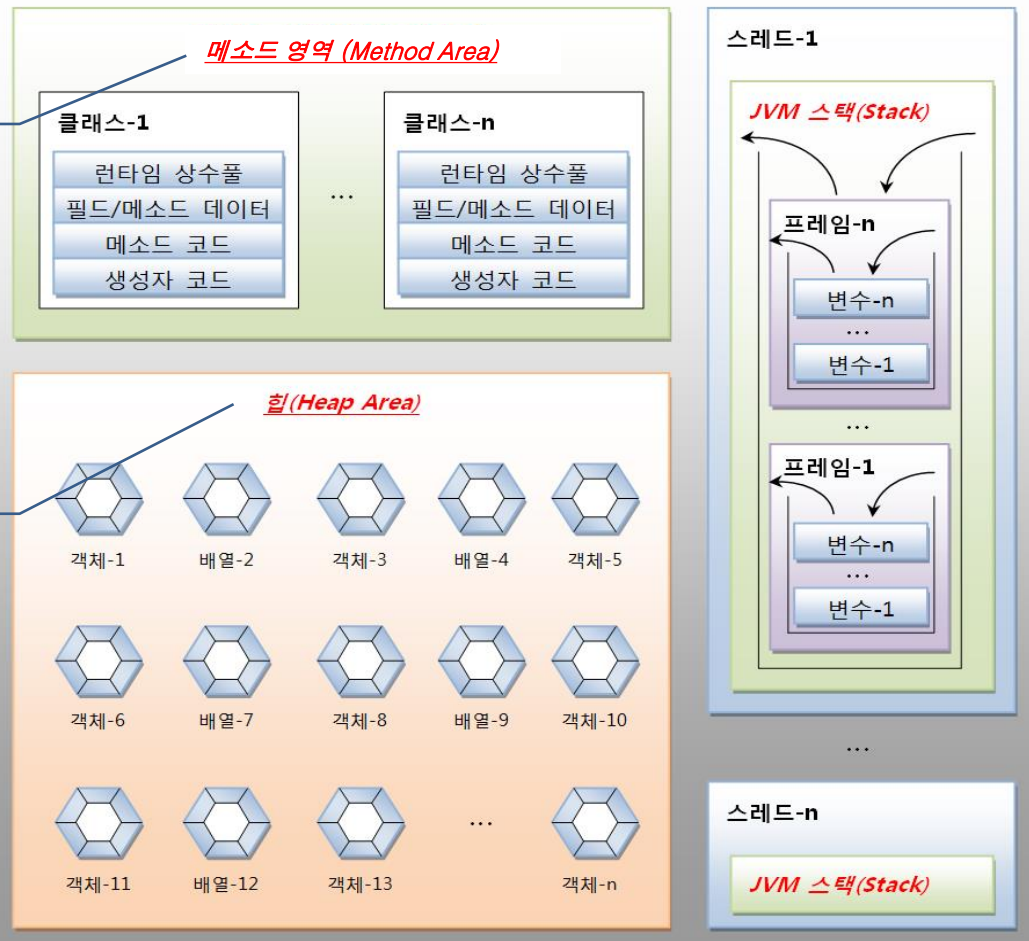 메소드 영역 (Method Area)
클래스-1
런타임 상수풀
필드/메소드 데이터
메소드 코드
생성자 코드
...
클래스-n
런타임 상수풀
필드/메소드 데이터
메소드 코드
생성자 코드
힙(Heap Area)
객체-1
배열-2
객체-3
배열-4
객체-5
객체-6
배열-7
객체-8
배열-9
객체-10
객체-11
배열-12
객체-13
...
객체-n
스레드-1
JVM 스택(Stack)
프레임-n
변수-n
...
변수-1
...
프레임-1
변수-n
...
변수-1
...
스레드-n
JVM 스택(Stack)